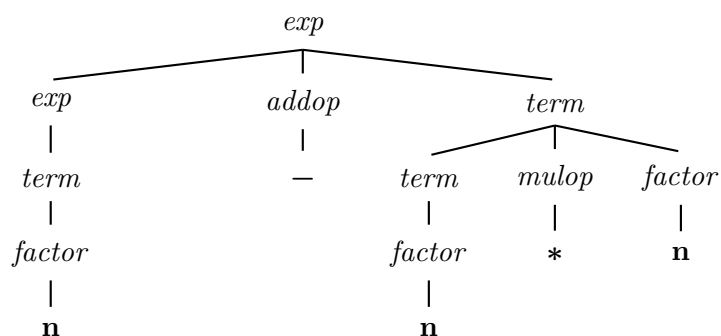 exp
exp addop term
term − term mulop factor
factor factor * n
n n